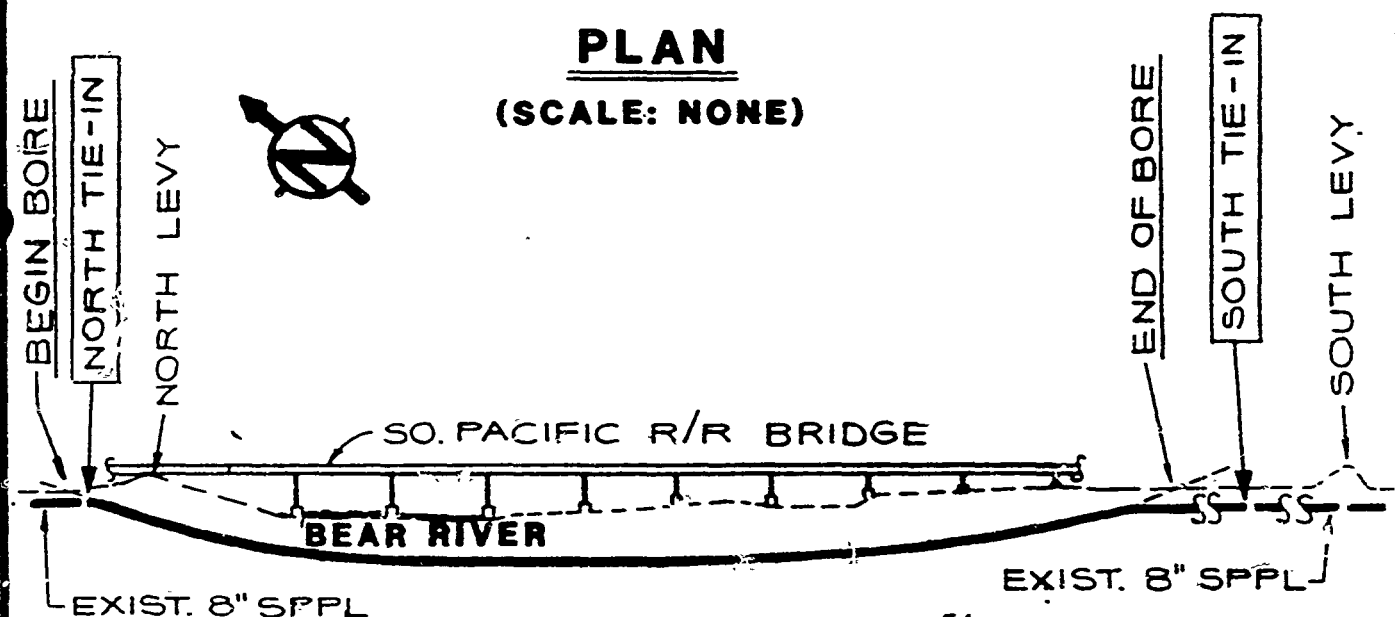 PLAN
(SCALE: NONE)
BEGIN BORE
NORTH TIE-IN
NORTH LEVY
N
END OF BORE
SOUTH TIE-IN
SOUTH LEVY
SO. PACIFIC R/R BRIDGE
BEAR RIVER
EXIST. 8" SPPL
EXIST. 8" SPPL